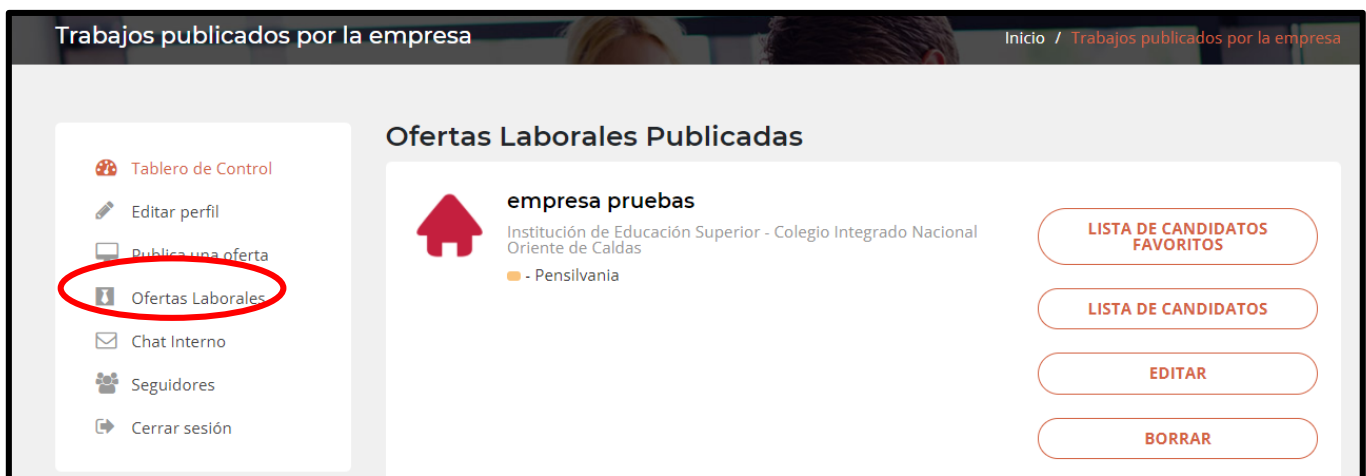 Trabajos publicados por la empresa
Inicio / Trabajos publicados por la empresa
Tablero de Control
Editar perfil
Publica una oferta
Ofertas Laborales
Chat Interno
Seguidores
Cerrar sesión
Ofertas Laborales Publicadas
empresa pruebas
Institución de Educación Superior - Colegio Integrado Nacional
Oriente de Caldas
- Pensilvania
LISTA DE CANDIDATOS
FAVORITOS
LISTA DE CANDIDATOS
EDITAR
BORRAR